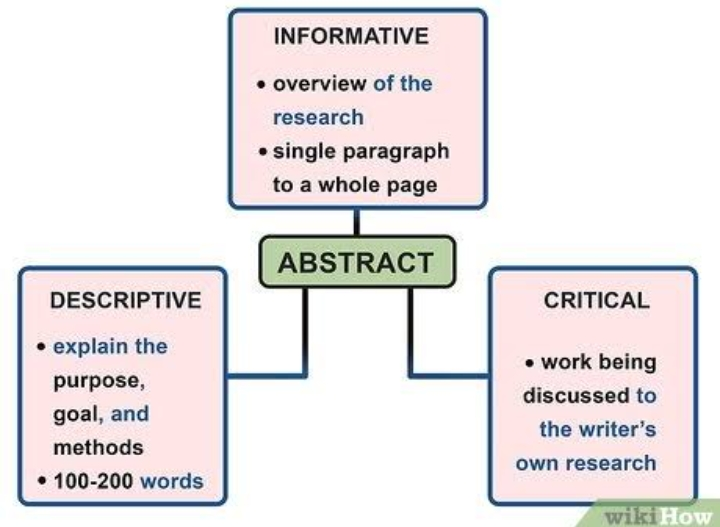 INFORMATIVE
• overview of the
research
• single paragraph
to a whole page
ABSTRACT
DESCRIPTIVE
• explain the
purpose,
goal, and
methods
• 100-200 words
CRITICAL
• work being
discussed to
the writer's
own research
wikiHow